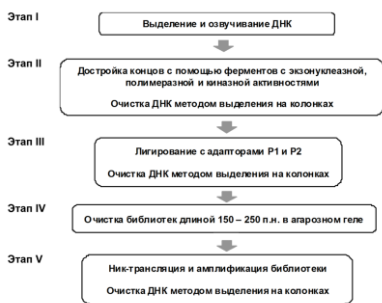 Этап I
Выделение и озвучивание ДНК
Этап II
Достройка концов с помощью ферментов с экзонуклеазной,
полимеразной и киназной активностями
Очистка ДНК методом выделения на колонках
Этап III
Лигирование с адапторами P1 и P2
Очистка ДНК методом выделения на колонках
Этап IV
Очистка библиотек длиной 150 – 250 п.н. в агарозном геле
Этап V
Ник-трансляция и амплификация библиотеки
Очистка ДНК методом выделения на колонках